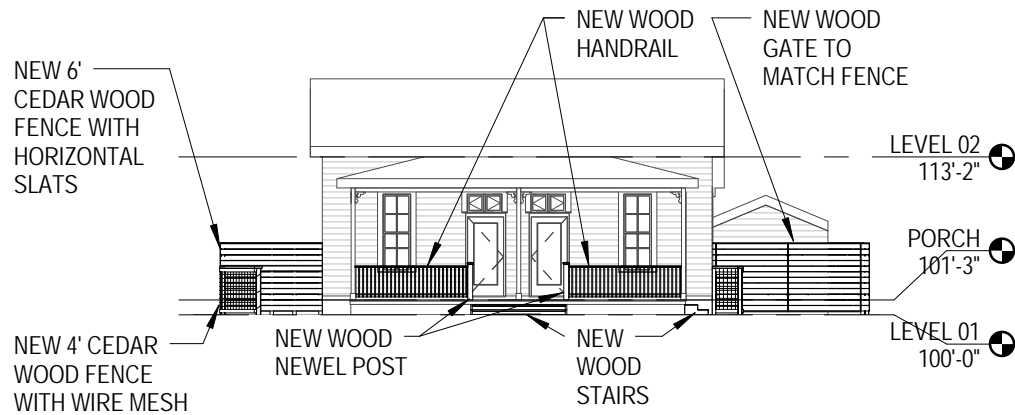 NEW WOOD
HANDRAIL
NEW WOOD
GATE TO
MATCH FENCE
NEW 6'
CEDAR WOOD
FENCE WITH
HORIZONTAL
SLATS
LEVEL 02
113'-2"
PORCH
101'-3"
LEVEL 01
100'-0"
NEW 4' CEDAR
WOOD FENCE
WITH WIRE MESH
NEW WOOD
NEWEL POST
NEW
WOOD
STAIRS